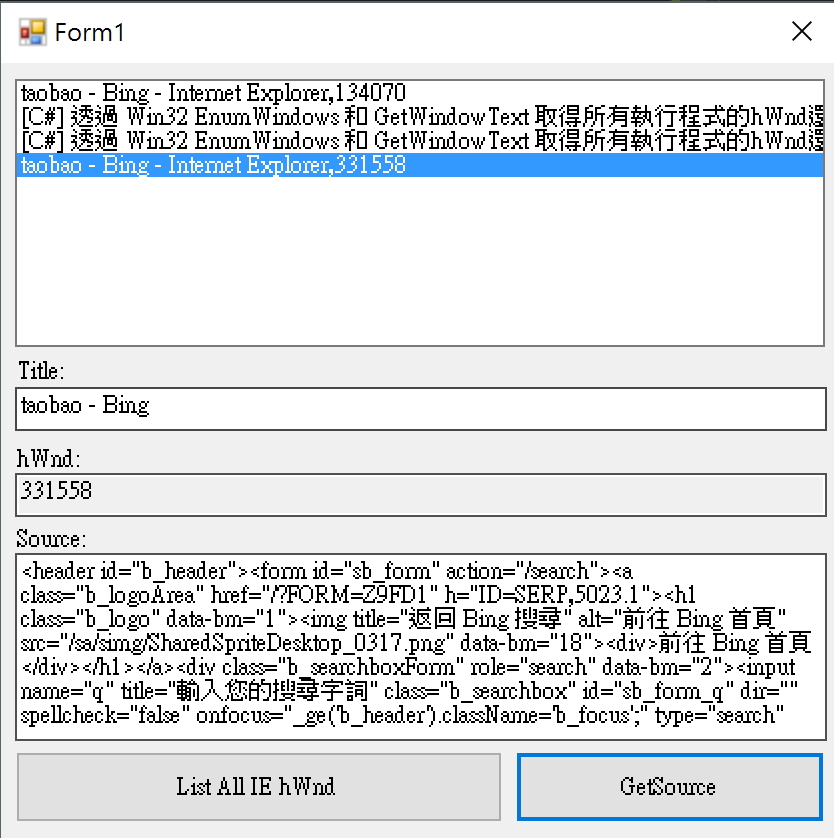 Form1
taobao - Bing - Internet Explorer,134070
[C#] 透過 Win32 EnumWindows 和 GetWindowText 取得所有執行程式的hWnd還
[C#] 透過 Win32 EnumWindows 和 GetWindowText 取得所有執行程式的hWnd還
taobao - Bing - Internet Explorer,331558
Title:
taobao - Bing
hWnd:
331558
Source:
<header id="b_header"><form id="sb_form" action="/search"><a
class="b_logoArea" href="/?FORM=Z9FD1" h="ID=SERP,5023.1"><h1
class="b_logo" data-bm="1"><img title="返回 Bing 搜尋" alt="前往 Bing 首頁"
src="/sa/simg/SharedSpriteDesktop_0317.png" data-bm="18"><div>前往 Bing 首頁
</div></h1></a><div class="b_searchboxForm" role="search" data-bm="2"><input
name="q" title="輸入您的搜尋字詞" class="b_searchbox" id="sb_form_q" dir=""
spellcheck="false" onfocus="_ge('b_header').className='b_focus';" type="search"
List All IE hWnd
GetSource